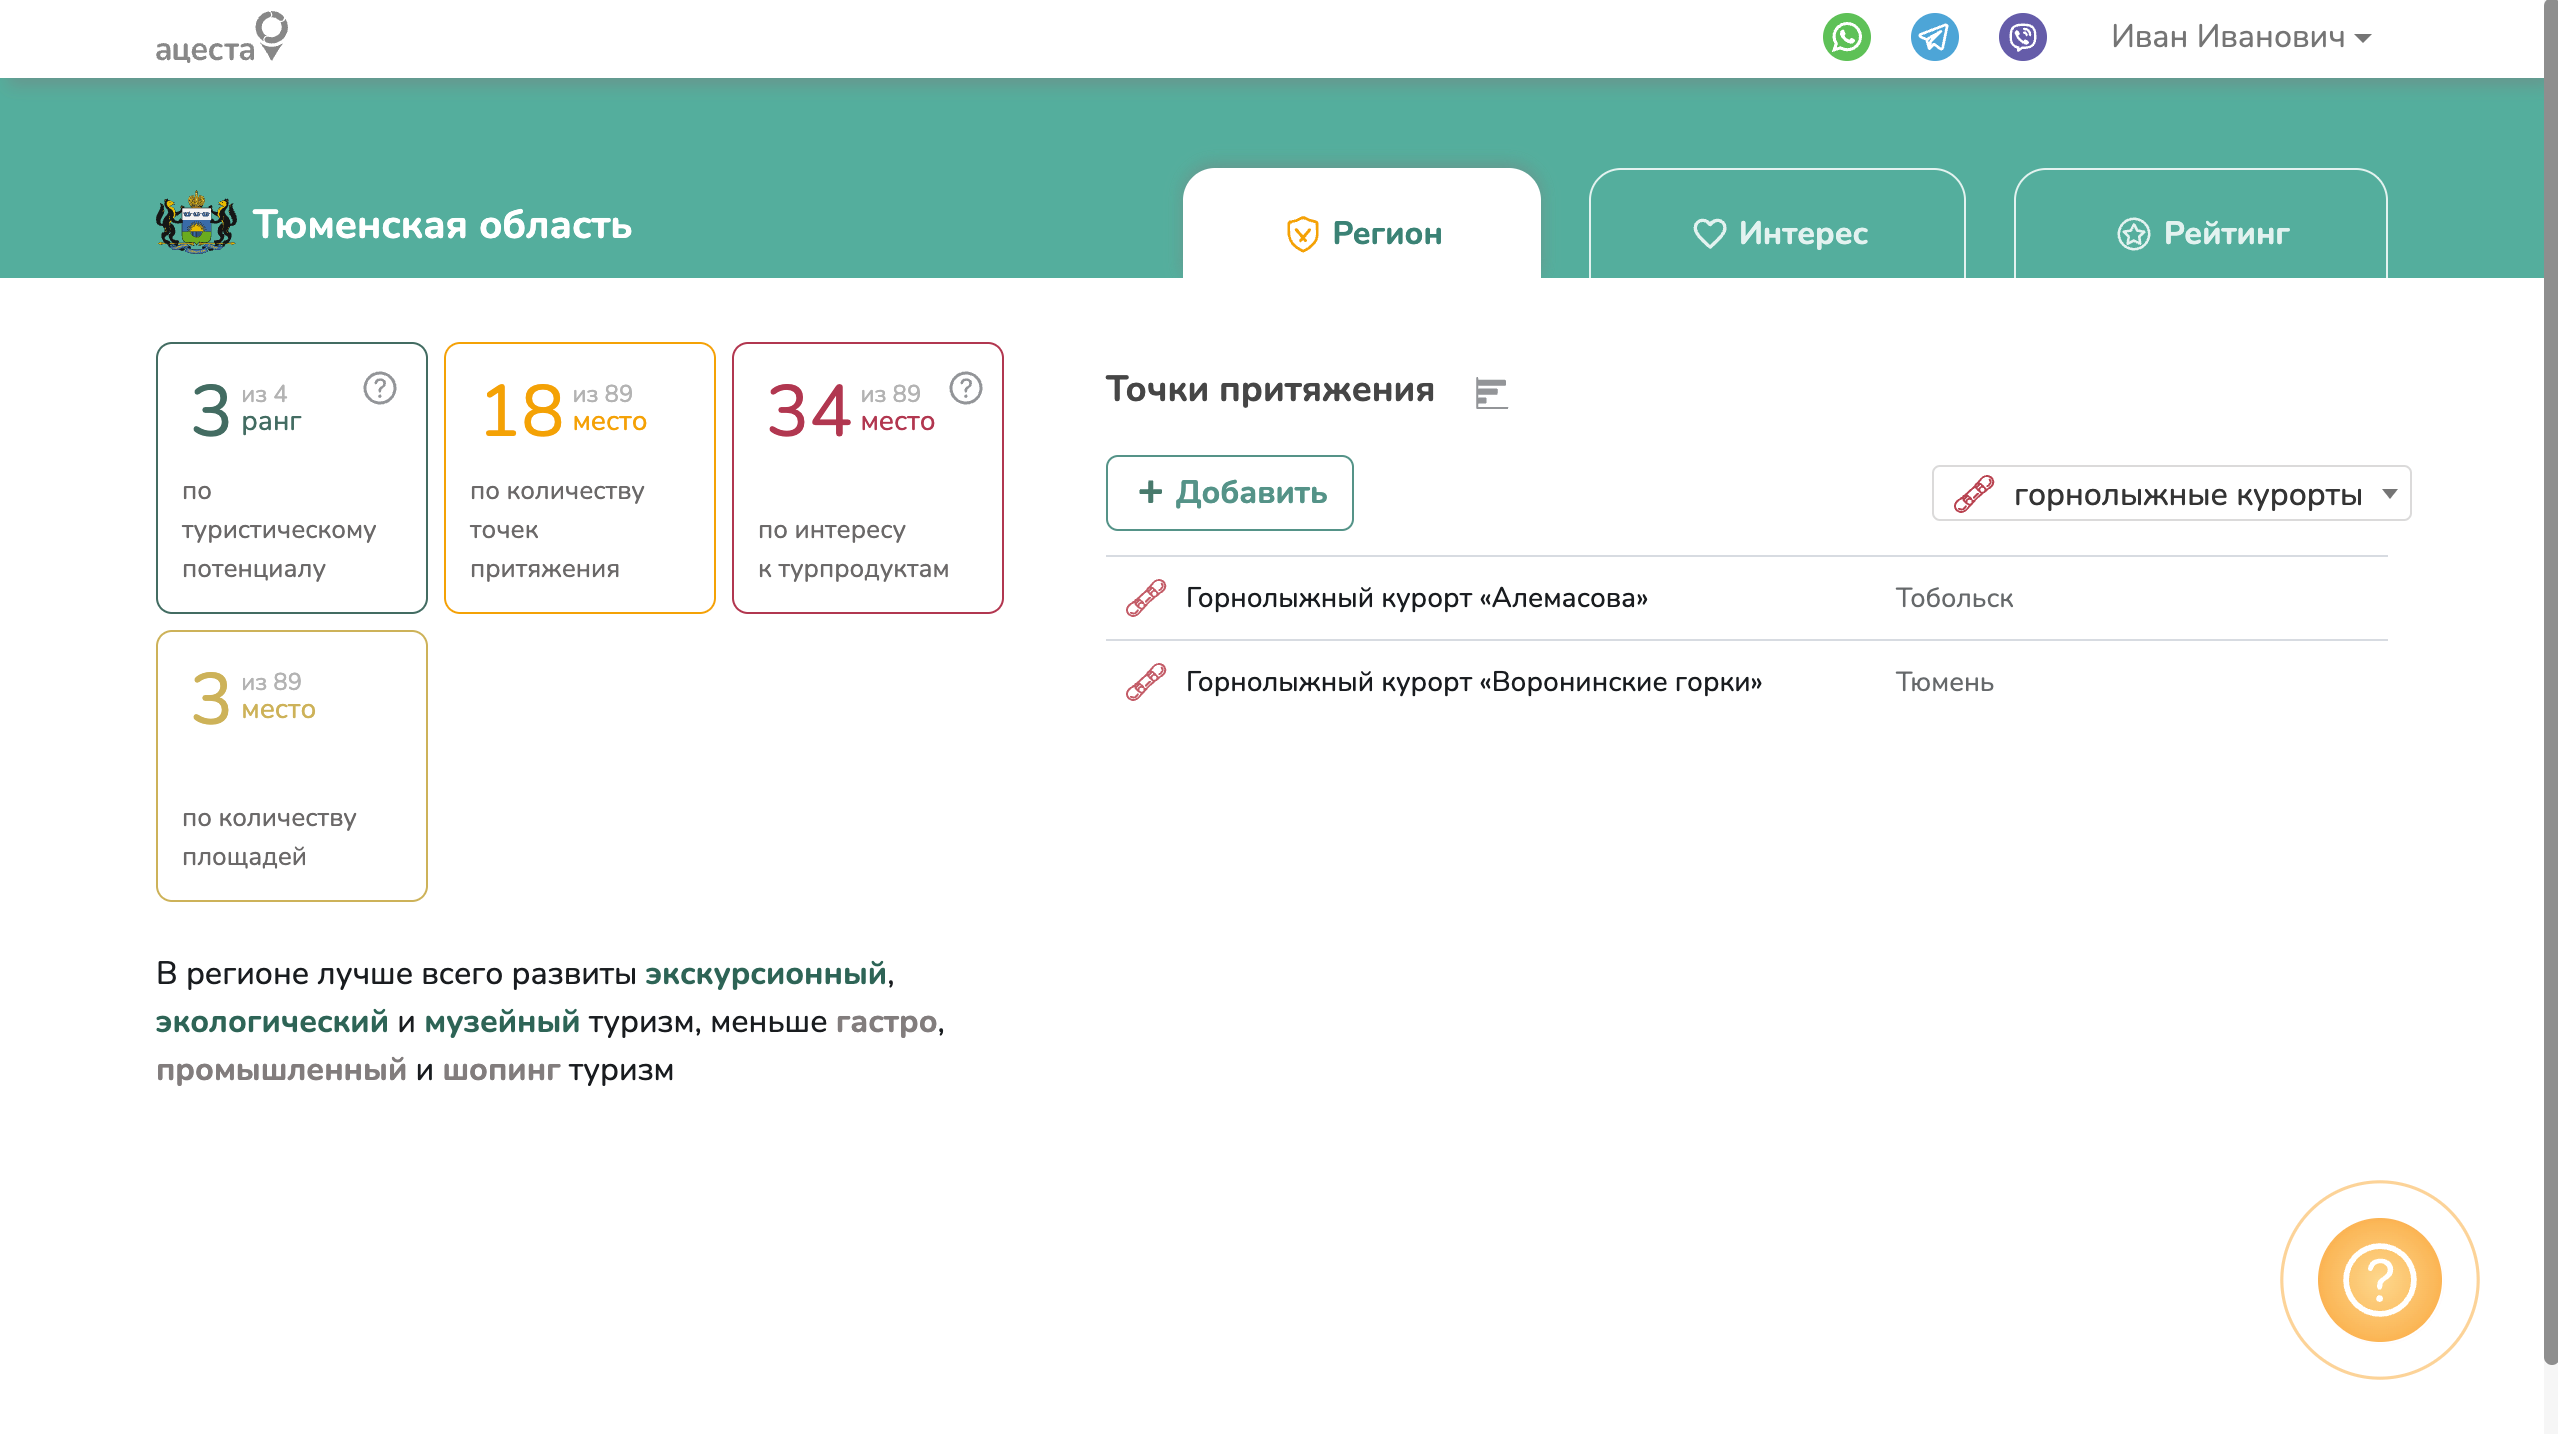 ацеста
Иван Иванович
Тюменская область
Регион
Интерес
Рейтинг
3 из 4
ранг
по
туристическому
потенциалу
18 из 89
место
по количеству
точек
притяжения
34 из 89
место
по интересу
к турпродуктам
3 из 89
место
по количеству
площадей
В регионе лучше всего развиты экскурсионный,
экологический и музейный туризм, меньше гастро,
промышленный и шопинг туризм
Точки притяжения
+ Добавить
горнолыжные курорты
Горнолыжный курорт «Алемасова» Тобольск
Горнолыжный курорт «Воронинские горки» Тюмень